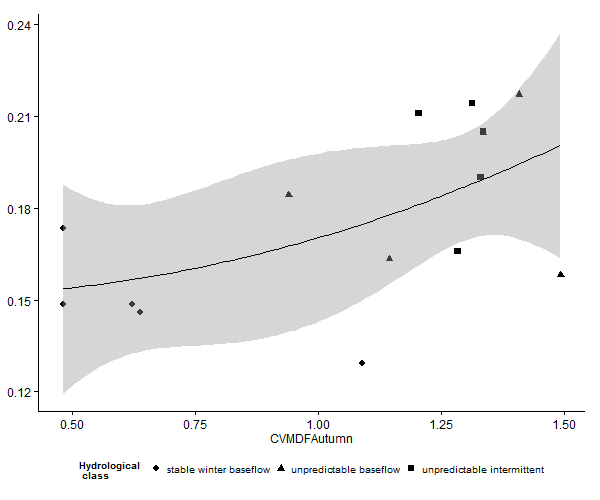 0.24
0.21
0.18
0.15
0.12
0.50 0.75 1.00 1.25 1.50
CVMDFAutumn
Hydrological
class
stable winter baseflow unpredictable baseflow unpredictable intermittent